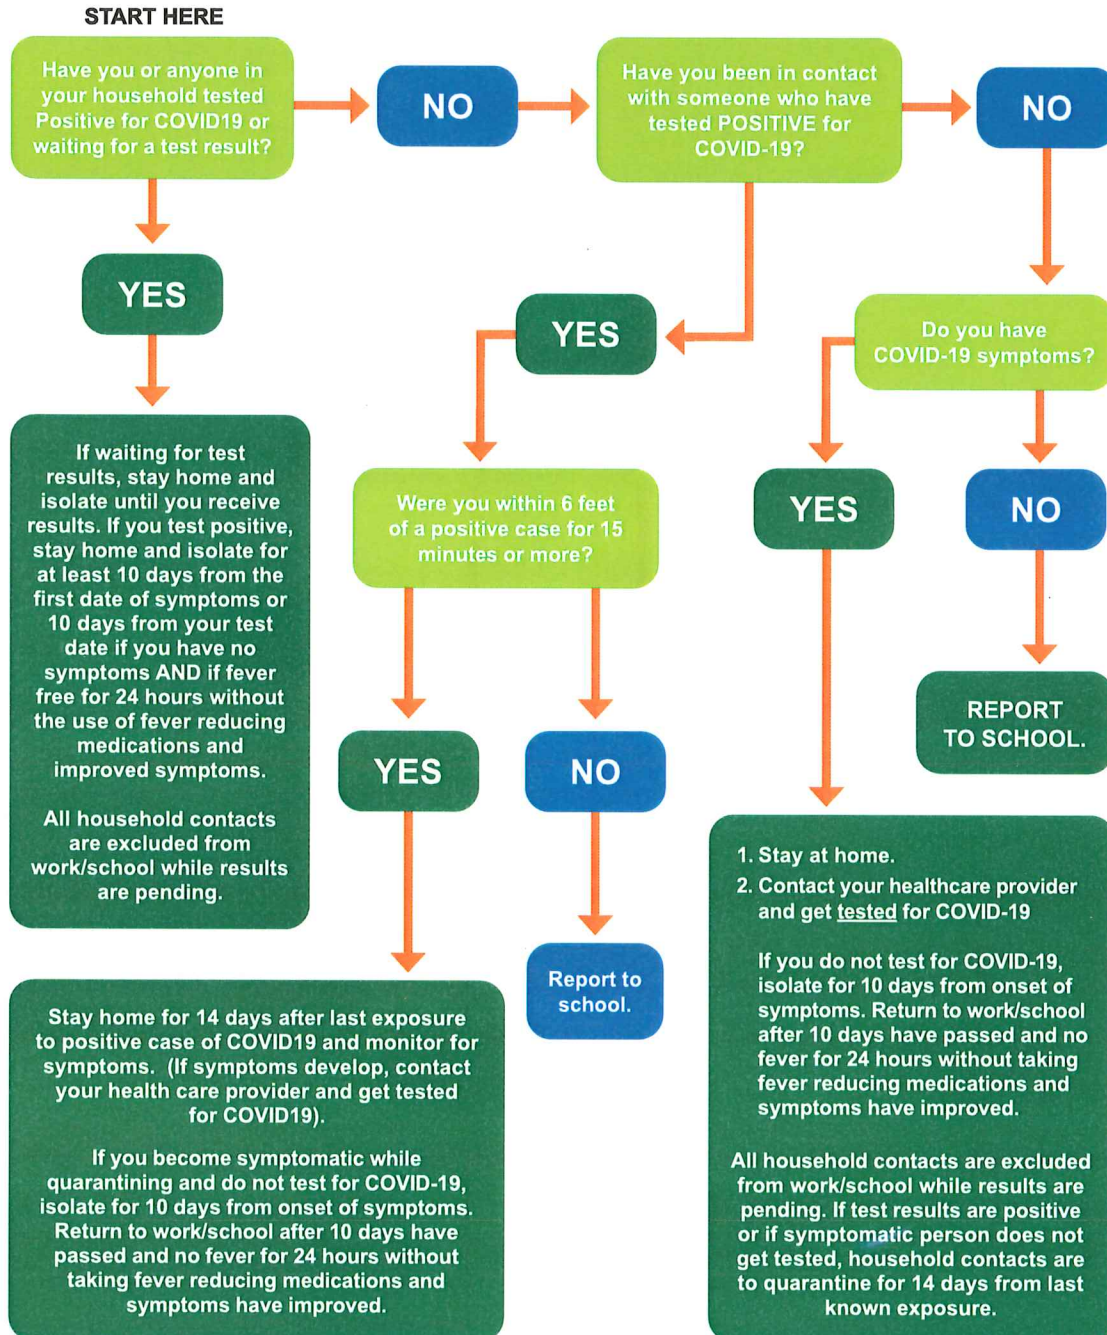 START HERE
Have you or anyone in
your household tested
Positive for COVID19 or
waiting for a test result?
NO
Have you been in contact
with someone who have
tested POSITIVE for
COVID-19?
NO
YES
YES
Do you have
COVID-19 symptoms?
If waiting for test
results, stay home and
isolate until you receive
results. If you test positive,
stay home and isolate for
at least 10 days from the
first date of symptoms or
10 days from your test
date if you have no
symptoms AND if fever
free for 24 hours without
the use of fever reducing
medications and
improved symptoms.
All household contacts
are excluded from
work/school while results
are pending.
Were you within 6 feet
of a positive case for 15
minutes or more?
YES
NO
REPORT
TO SCHOOL.
YES
NO
Report to
school.
Stay home for 14 days after last exposure
to positive case of COVID19 and monitor for
symptoms. (If symptoms develop, contact
your health care provider and get tested
for COVID19).
If you become symptomatic while
quarantining and do not test for COVID-19,
isolate for 10 days from onset of symptoms.
Return to work/school after 10 days have
passed and no fever for 24 hours without
taking fever reducing medications and
symptoms have improved.
1. Stay at home.
2. Contact your healthcare provider
and get tested for COVID-19
If you do not test for COVID-19,
isolate for 10 days from onset of
symptoms. Return to work/school
after 10 days have passed and no
fever for 24 hours without taking
fever reducing medications and
symptoms have improved.
All household contacts are excluded
from work/school while results are
pending. If test results are positive
or if symptomatic person does not
get tested, household contacts are
to quarantine for 14 days from last
known exposure.